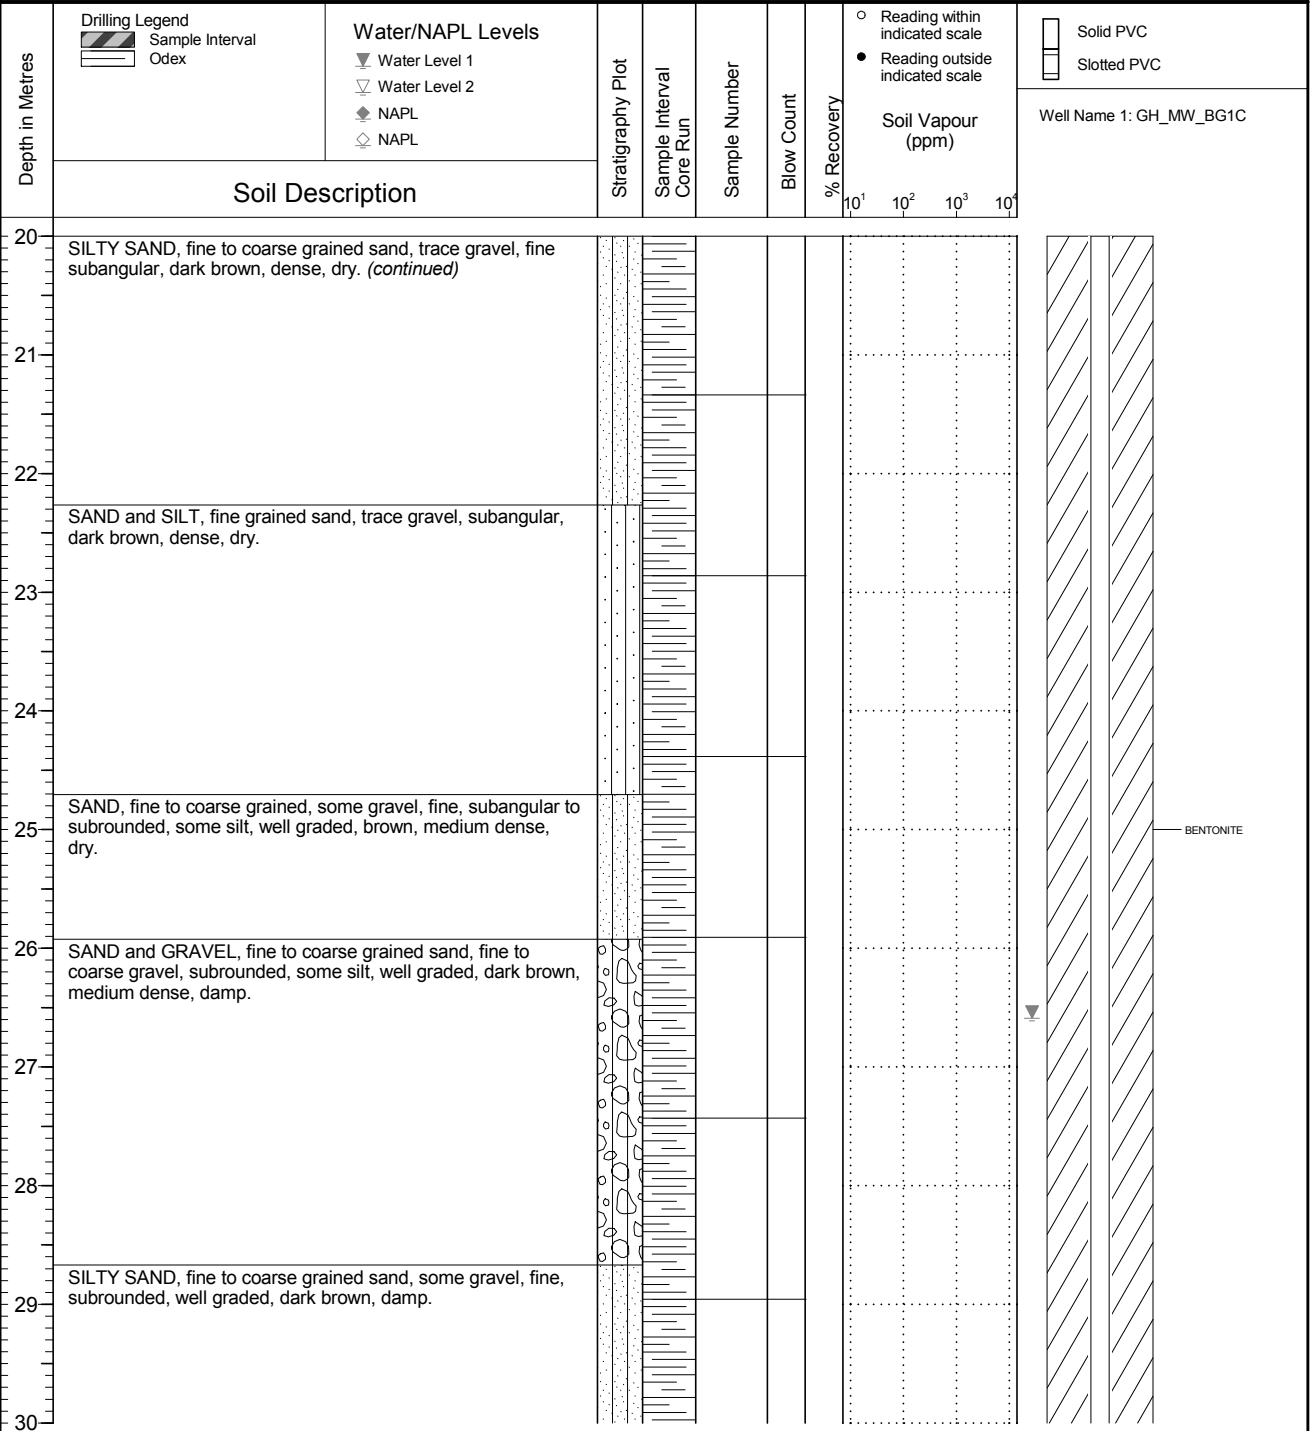 Drilling Legend
Sample Interval
Odex
Water/NAPL Levels
Water Level 1
Water Level 2
NAPL
NAPL
Reading within
indicated scale
Reading outside
indicated scale
Soil Vapour
(ppm)
10¹ 10² 10³ 10⁴
Solid PVC
Slotted PVC
Well Name 1: GH_MW_BG1C
Depth in Metres
Soil Description
Stratigraphy Plot
Sample Interval
Core Run
Sample Number
Blow Count
% Recovery
20
SILTY SAND, fine to coarse grained sand, trace gravel, fine
subangular, dark brown, dense, dry. (continued)
21
22
SAND and SILT, fine grained sand, trace gravel, subangular,
dark brown, dense, dry.
23
24
SAND, fine to coarse grained, some gravel, fine, subangular to
subrounded, some silt, well graded, brown, medium dense,
dry.
25
BENTONITE
26
SAND and GRAVEL, fine to coarse grained sand, fine to
coarse gravel, subrounded, some silt, well graded, dark brown,
medium dense, damp.
27
28
SILTY SAND, fine to coarse grained sand, some gravel, fine,
subrounded, well graded, dark brown, damp.
29
30